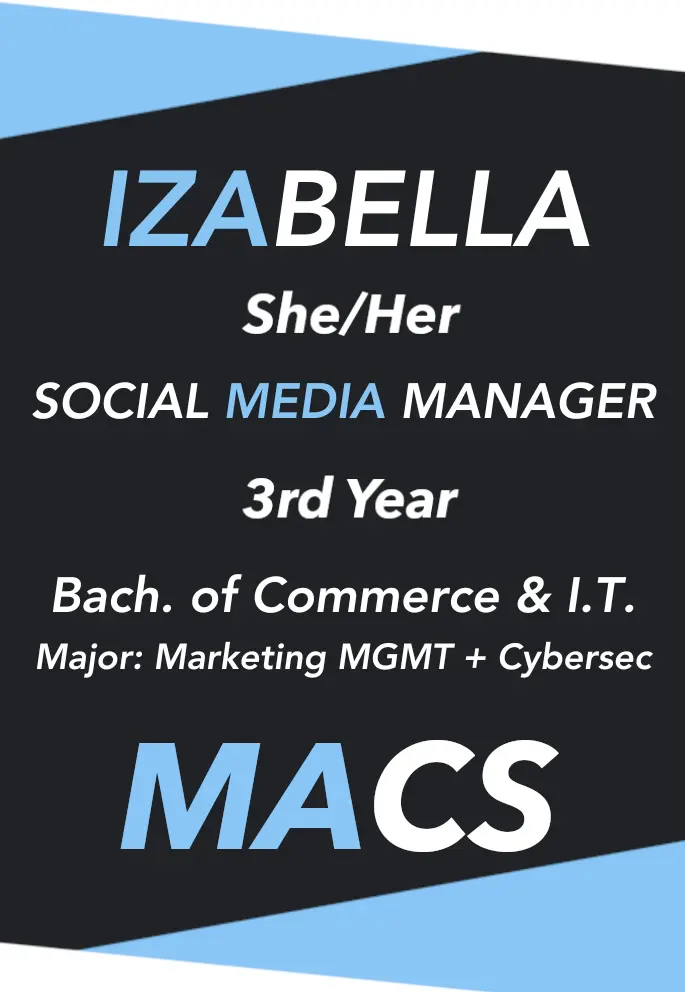 IZABELLA
She/Her
SOCIAL MEDIA MANAGER
3rd Year
Bach. of Commerce & I.T.
Major: Marketing MGMT + Cybersec
MACS